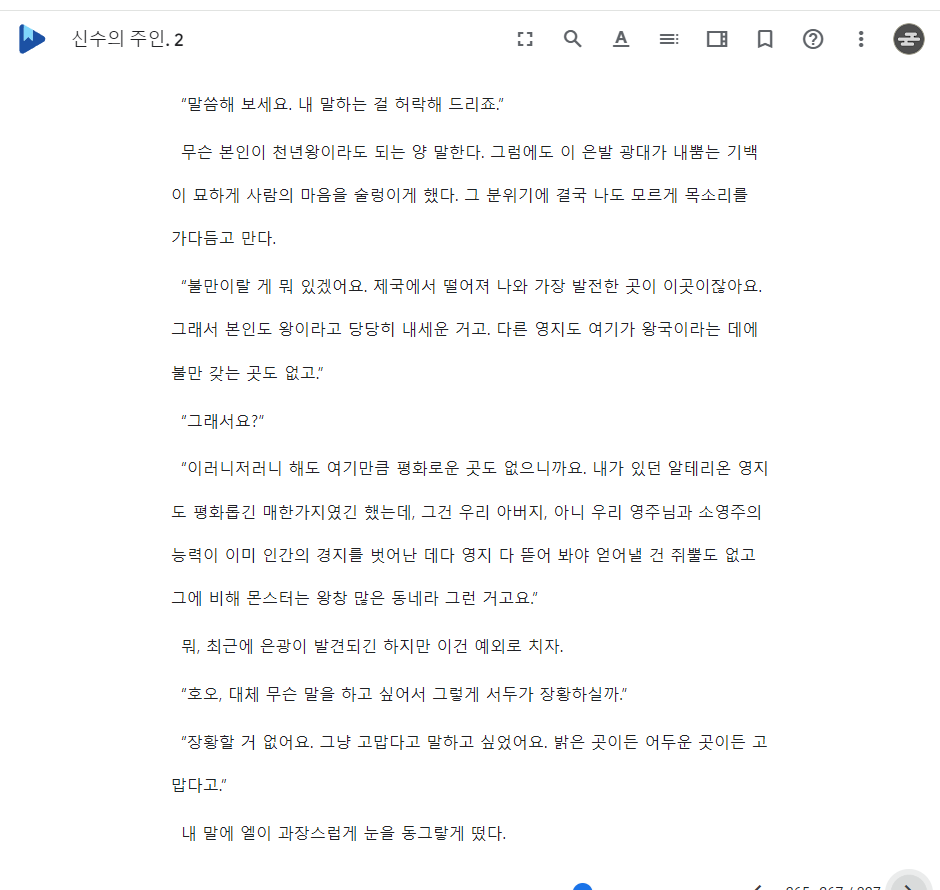 신수의 주인. 2
“말씀해 보세요. 내 말하는 걸 허락해 드리죠.”
무슨 본인이 천년왕이라도 되는 양 말한다. 그럼에도 이 은발 광대가 내뿜는 기백
이 묘하게 사람의 마음을 술렁이게 했다. 그 분위기에 결국 나도 모르게 목소리를
가다듬고 만다.
“불만이랄 게 뭐 있겠어요. 제국에서 떨어져 나와 가장 발전한 곳이 이곳이잖아요.
그래서 본인도 왕이라고 당당히 내세운 거고. 다른 영지도 여기가 왕국이라는 데에
불만 갖는 곳도 없고.”
“그래서요?”
“이러니저러니 해도 여기만큼 평화로운 곳도 없으니까요. 내가 있던 알테리온 영지
도 평화롭긴 매한가지였긴 했는데, 그건 우리 아버지, 아니 우리 영주님과 소영주의
능력이 이미 인간의 경지를 벗어난 데다 영지 다 뜯어 봐야 얻어낼 건 쥐뿔도 없고
그에 비해 몬스터는 왕창 많은 동네라 그런 거고요.”
뭐, 최근에 은광이 발견되긴 하지만 이건 예외로 치자.
“호오, 대체 무슨 말을 하고 싶어서 그렇게 서두가 장황하실까.”
“장황할 거 없어요. 그냥 고맙다고 말하고 싶었어요. 밝은 곳이든 어두운 곳이든 고
맙다고.”
내 말에 엘이 과장스럽게 눈을 동그랗게 떴다.